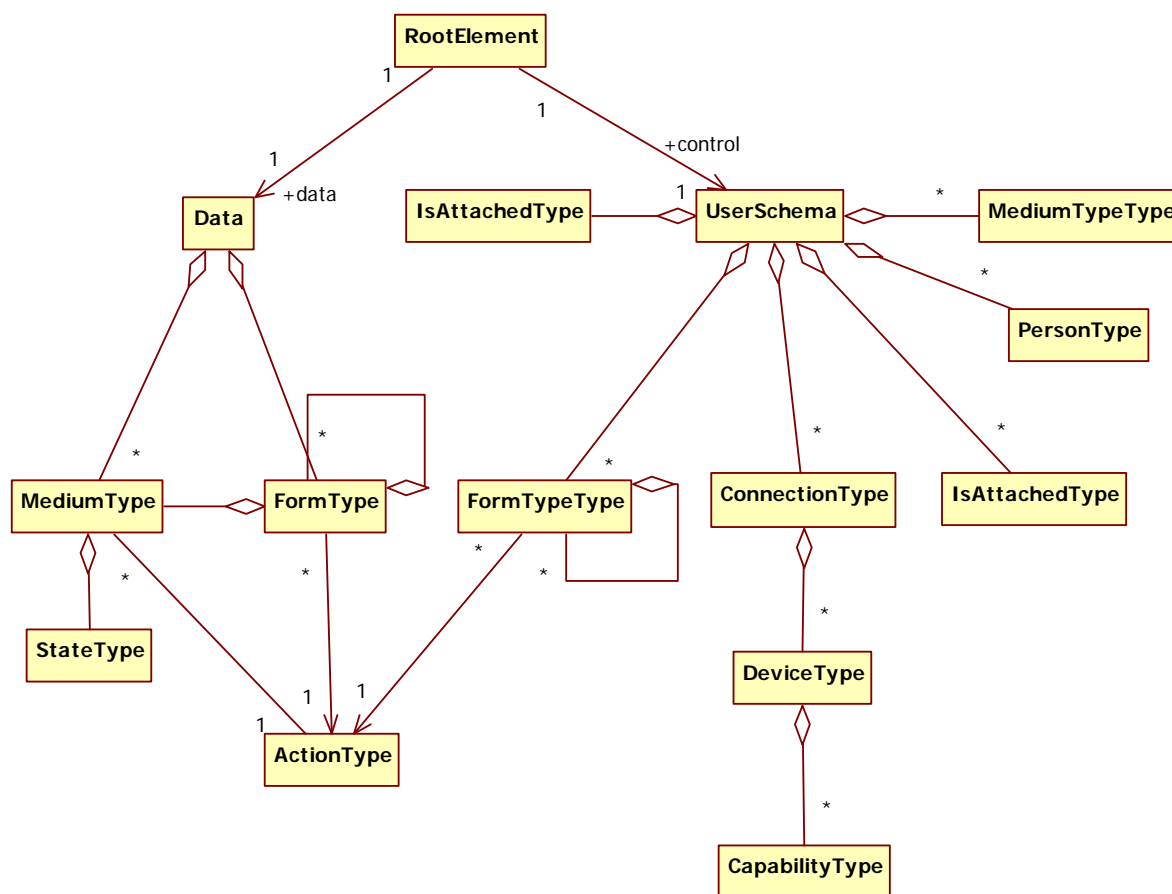 RootElement
1
1
+control
1
+data
1
IsAttachedType
UserSchema
*
MediumTypeType
Data
*
PersonType
*
*
*
*
*
MediumType
FormType
FormTypeType
ConnectionType
IsAttachedType
*
*
*
*
*
StateType
DeviceType
1
1
1
ActionType
*
CapabilityType